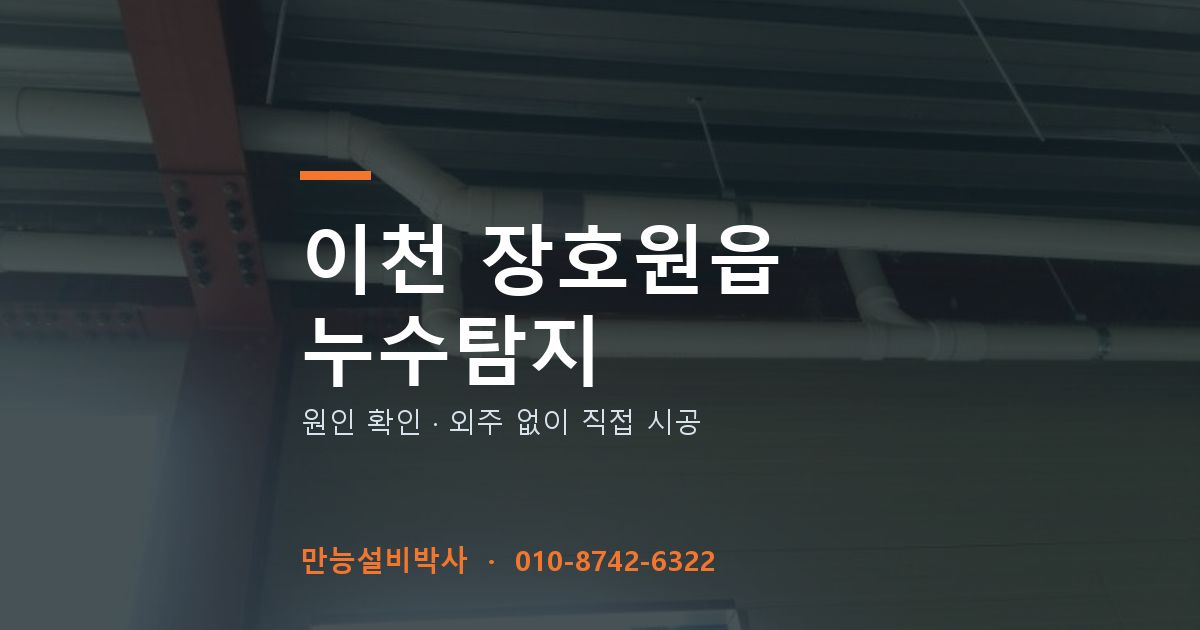 이천 장호원읍
누수탐지
원인 확인 · 외주 없이 직접 시공
만능설비박사 · 010-8742-6322